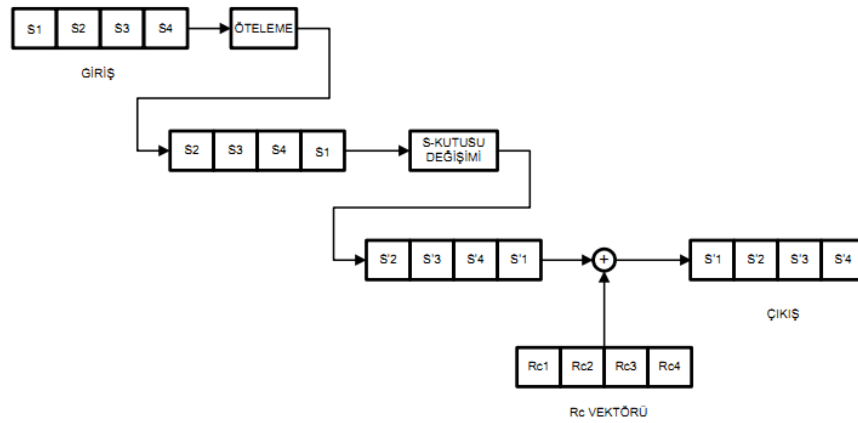 S1 S2 S3 S4 ÖTELEME
GİRİŞ
S2 S3 S4 S1 S-KUTUSU
DEĞİŞİMİ
S'2 S'3 S'4 S'1 + S'1 S'2 S'3 S'4
ÇIKIŞ
Rc1 Rc2 Rc3 Rc4
Rc VEKTÖRÜ